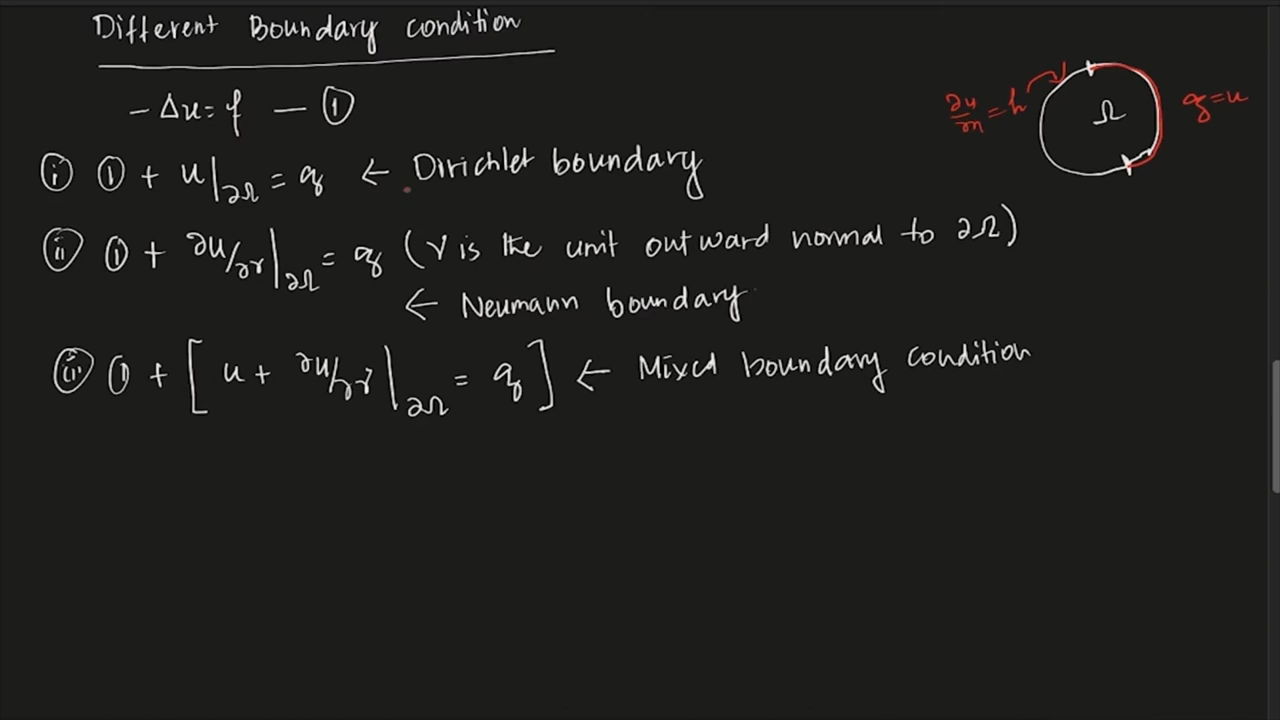 Different Boundary condition
- Δu = f — ①
ⓘ ① + u|∂Ω = g ← Dirichlet boundary
ⓘⓘ ① + ∂u/∂γ|∂Ω = g (γ is the unit outward normal to ∂Ω)
← Neumann boundary
ⓘⓘⓘ ① + [u + ∂u/∂γ|∂Ω = g] ← Mixed boundary condition
∂u/∂n = h
Ω
g = u